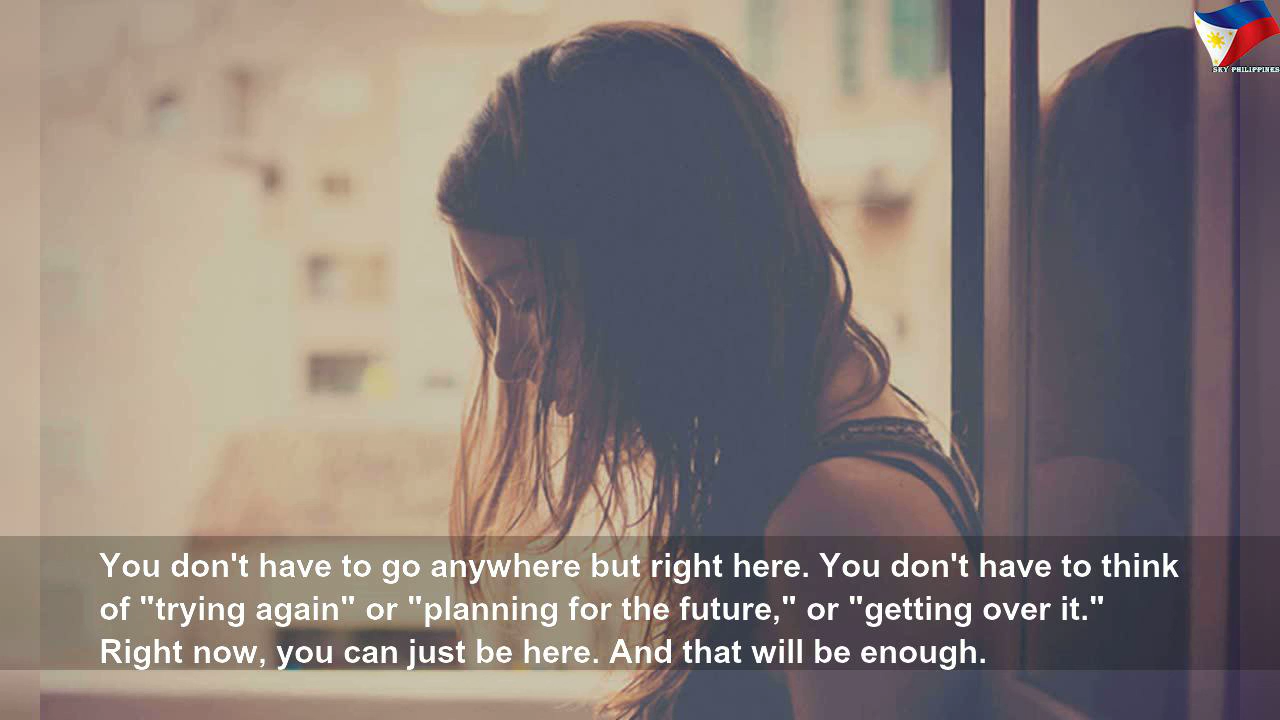 SKY PHILIPPINES
You don't have to go anywhere but right here. You don't have to think
of "trying again" or "planning for the future," or "getting over it."
Right now, you can just be here. And that will be enough.